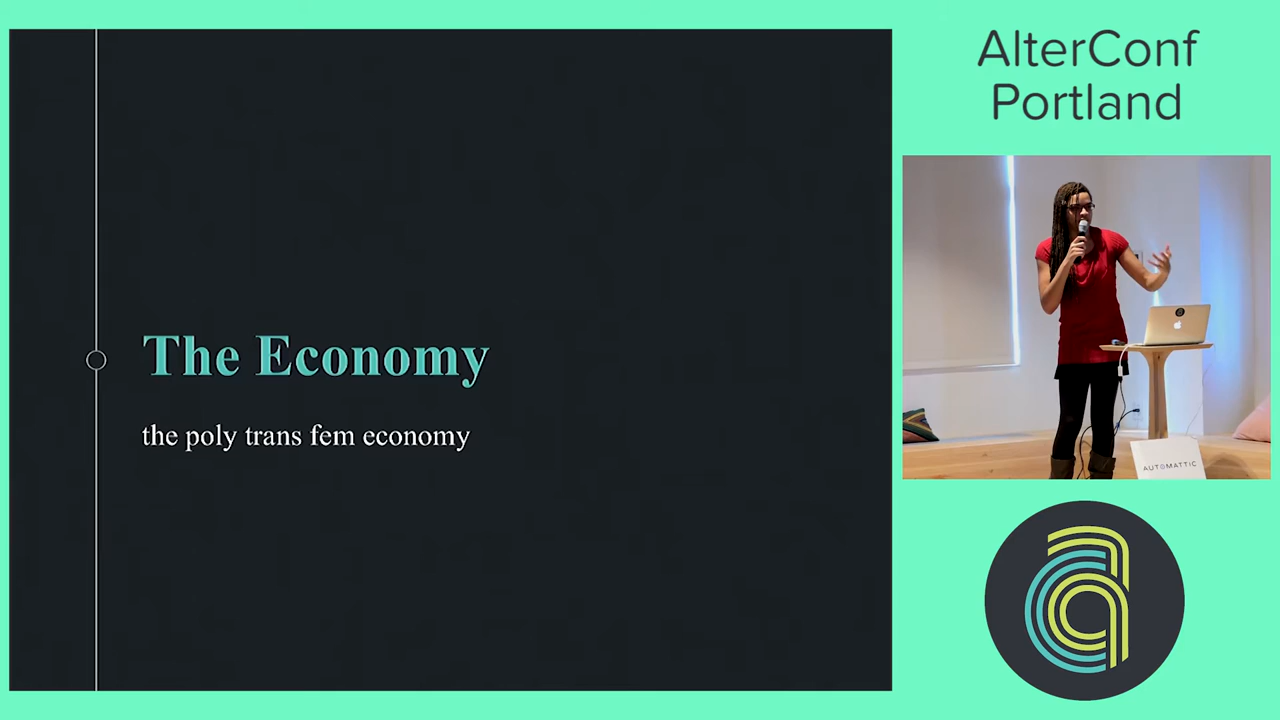 The Economy
the poly trans fem economy
AlterConf
Portland
AUTOMATTIC